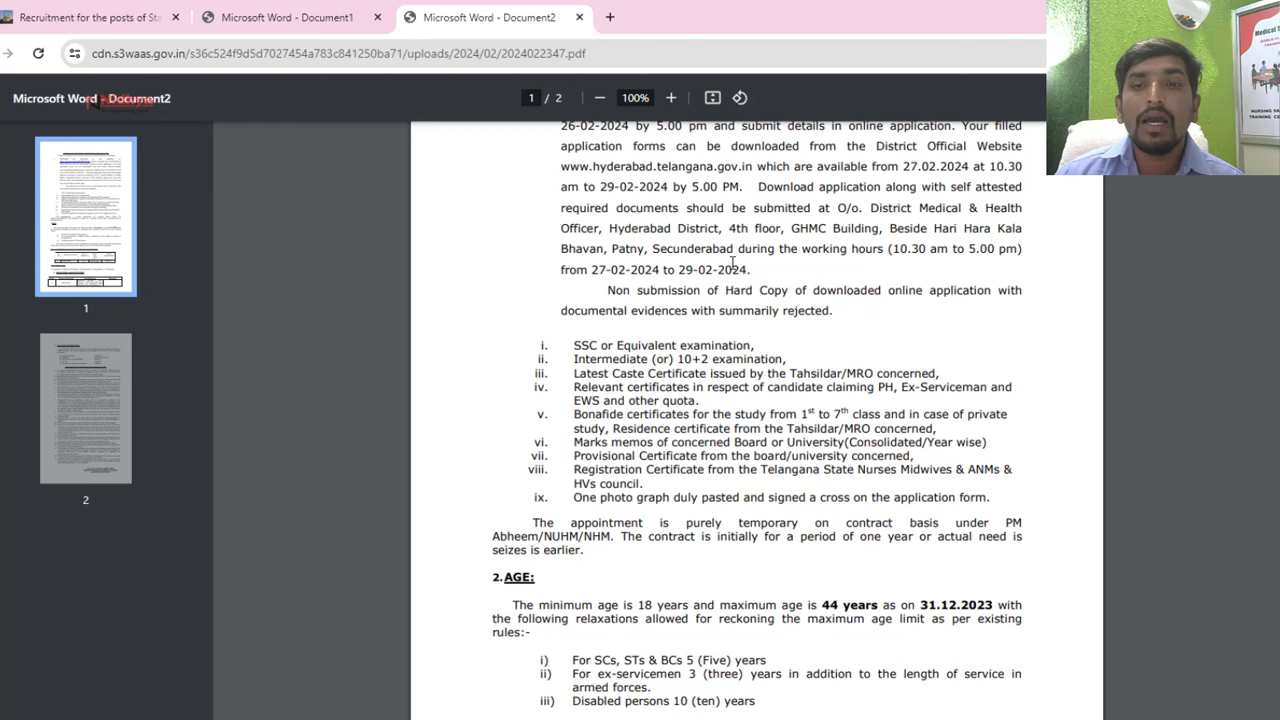 Recruitment for the posts of Sta
Microsoft Word - Document1
Microsoft Word - Document2
cdn.s3waas.gov.in/s36c524f9d5d7027454a783c841250ba71/uploads/2024/02/2024022347.pdf
Microsoft Word - Document2
1 / 2
100%
26-02-2024 by 5.00 pm and submit details in online application. Your filled
application forms can be downloaded from the District Official Website
www.hyderabad.telangna.gov.in are available from 27.02.2024 at 10.30
am to 29-02-2024 by 5.00 PM. Download application along with self attested
required documents should be submitted at O/o. District Medical & Health
Officer, Hyderabad District, 4th floor, GHMC Building, Beside Hari Hara Kala
Bhavan, Patny, Secunderabad during the working hours (10.30 am to 5.00 pm)
from 27-02-2024 to 29-02-2024.
Non submission of Hard Copy of downloaded online application with
documental evidences with summarily rejected.
i. SSC or Equivalent examination,
ii. Intermediate (or) 10+2 examination,
iii. Latest Caste Certificate issued by the Tahsildar/MRO concerned,
iv. Relevant certificates in respect of candidate claiming PH, Ex-Serviceman and
EWS and other quota.
v. Bonafide certificates for the study from 1st to 7th class and in case of private
study, Residence certificate from the Tahsildar/MRO concerned,
vi. Marks memos of concerned Board or University(Consolidated/Year wise)
vii. Provisional Certificate from the board/university concerned,
viii. Registration Certificate from the Telangana State Nurses Midwives & ANMs &
HVs council.
ix. One photo graph duly pasted and signed a cross on the application form.
The appointment is purely temporary on contract basis under PM
Abheem/NUHM/NHM. The contract is initially for a period of one year or actual need is
seizes is earlier.
2. AGE:
The minimum age is 18 years and maximum age is 44 years as on 31.12.2023 with
the following relaxations allowed for reckoning the maximum age limit as per existing
rules:-
i) For SCs, STs & BCs 5 (Five) years
ii) For ex-servicemen 3 (three) years in addition to the length of service in
armed forces.
iii) Disabled persons 10 (ten) years
1
2